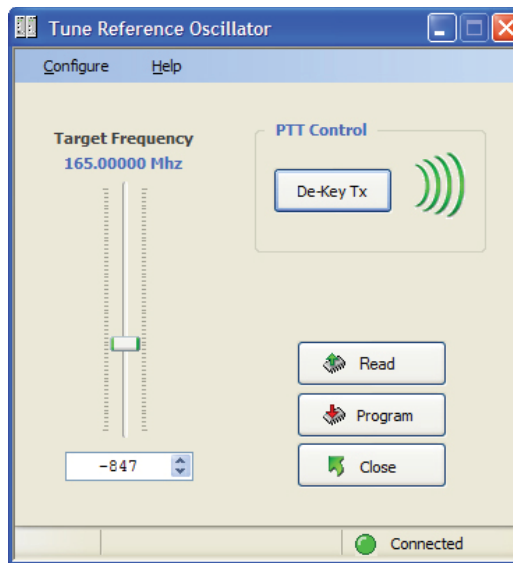 Tune Reference Oscillator
Configure Help
Target Frequency
165.00000 Mhz
PTT Control
De-Key Tx
Read
Program
-847
Close
Connected